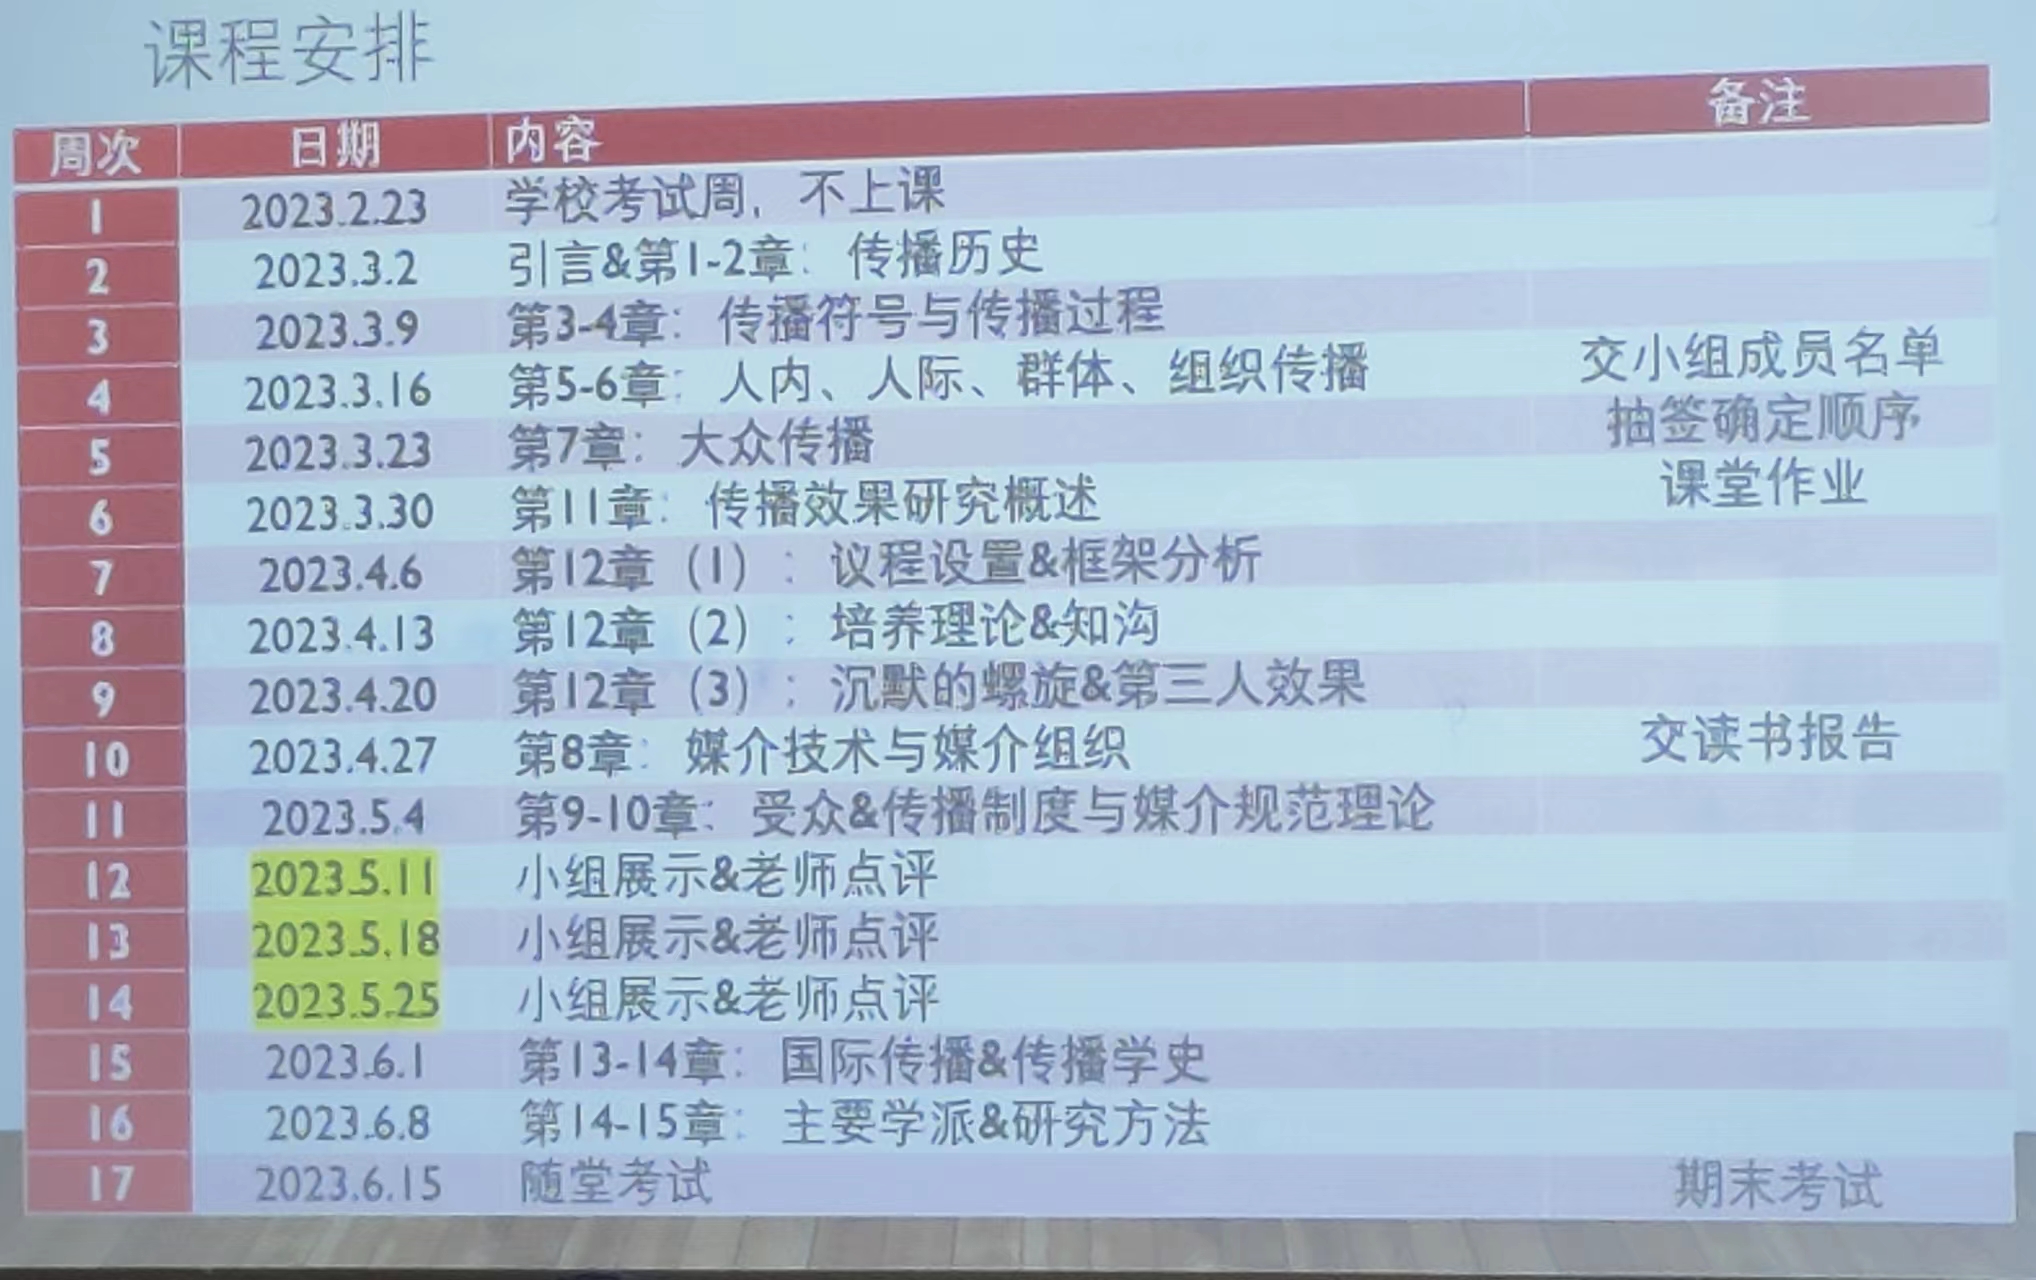 课程安排
周次 日期 内容 备注
1 2023.2.23 学校考试周，不上课
2 2023.3.2 引言&第1-2章：传播历史
3 2023.3.9 第3-4章：传播符号与传播过程
4 2023.3.16 第5-6章：人内、人际、群体、组织传播 交小组成员名单
5 2023.3.23 第7章：大众传播 抽签确定顺序
6 2023.3.30 第11章：传播效果研究概述 课堂作业
7 2023.4.6 第12章（1）：议程设置&框架分析
8 2023.4.13 第12章（2）：培养理论&知沟
9 2023.4.20 第12章（3）：沉默的螺旋&第三人效果
10 2023.4.27 第8章：媒介技术与媒介组织 交读书报告
11 2023.5.4 第9-10章：受众&传播制度与媒介规范理论
12 2023.5.11 小组展示&老师点评
13 2023.5.18 小组展示&老师点评
14 2023.5.25 小组展示&老师点评
15 2023.6.1 第13-14章：国际传播&传播学史
16 2023.6.8 第14-15章：主要学派&研究方法
17 2023.6.15 随堂考试 期末考试